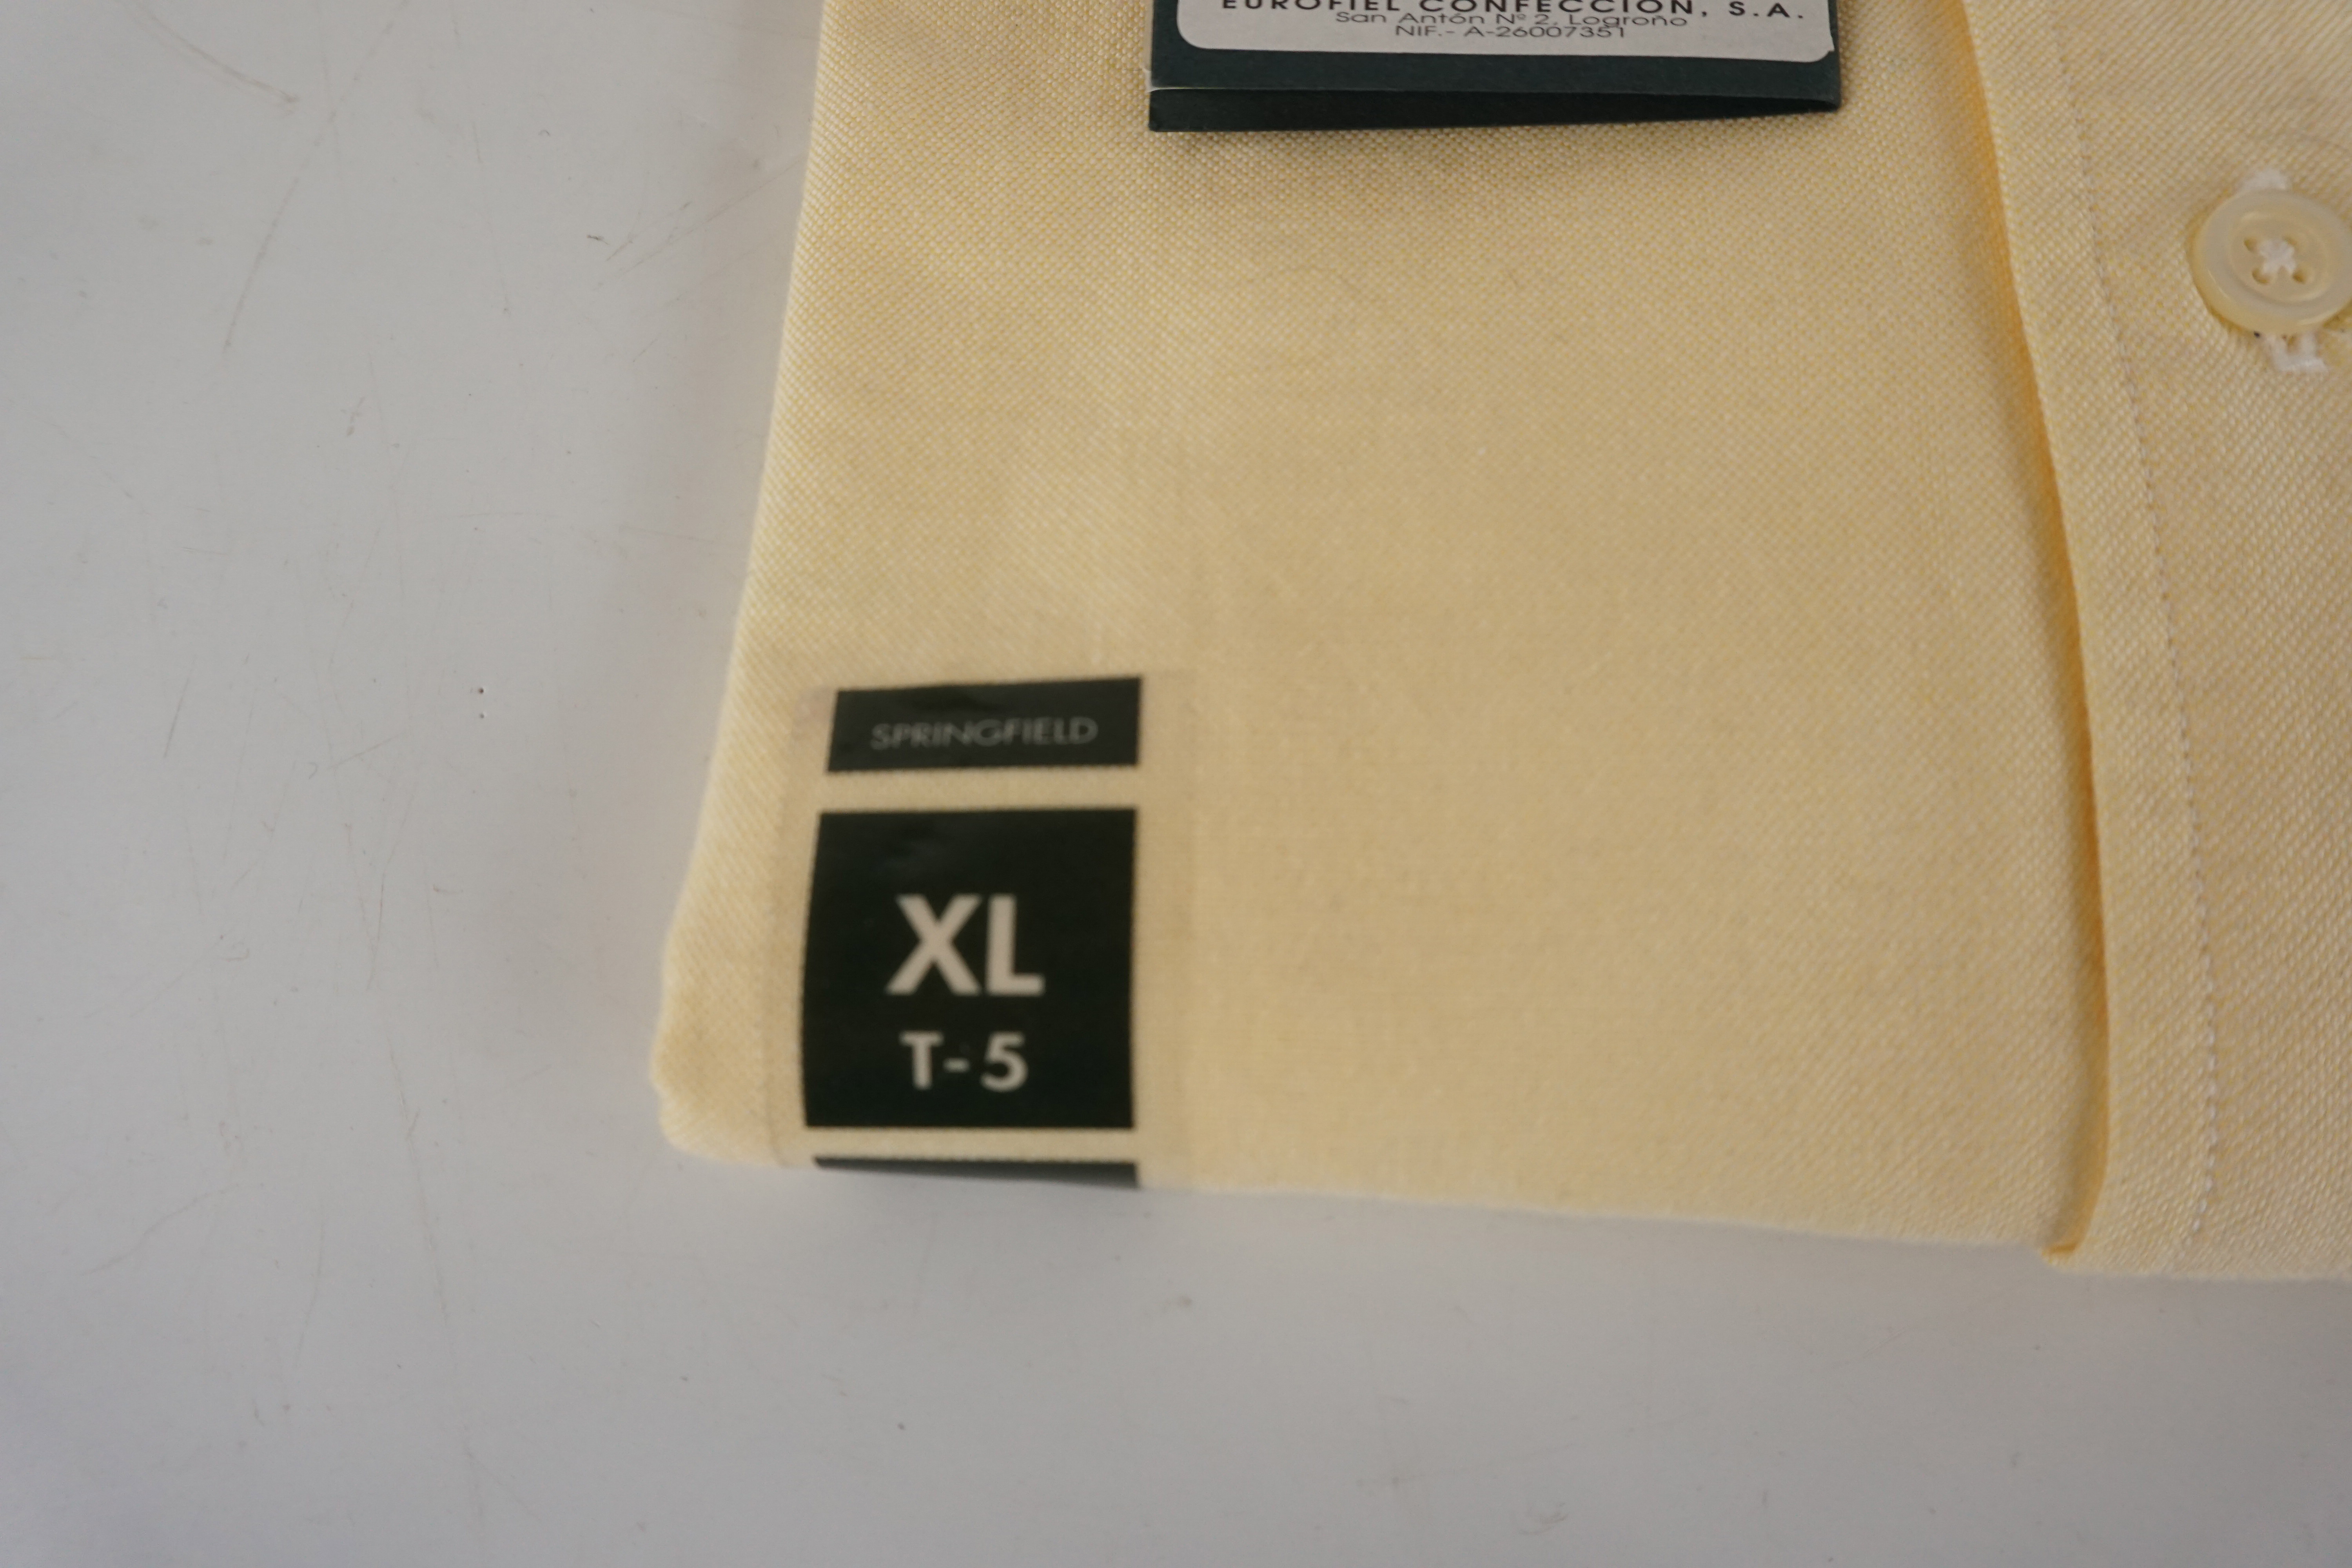 EUROFIEL CONFECCION, S.A.
San Antón Nº 2, Logroño
NIF.- A-26007351
SPRINGFIELD
XL
T-5